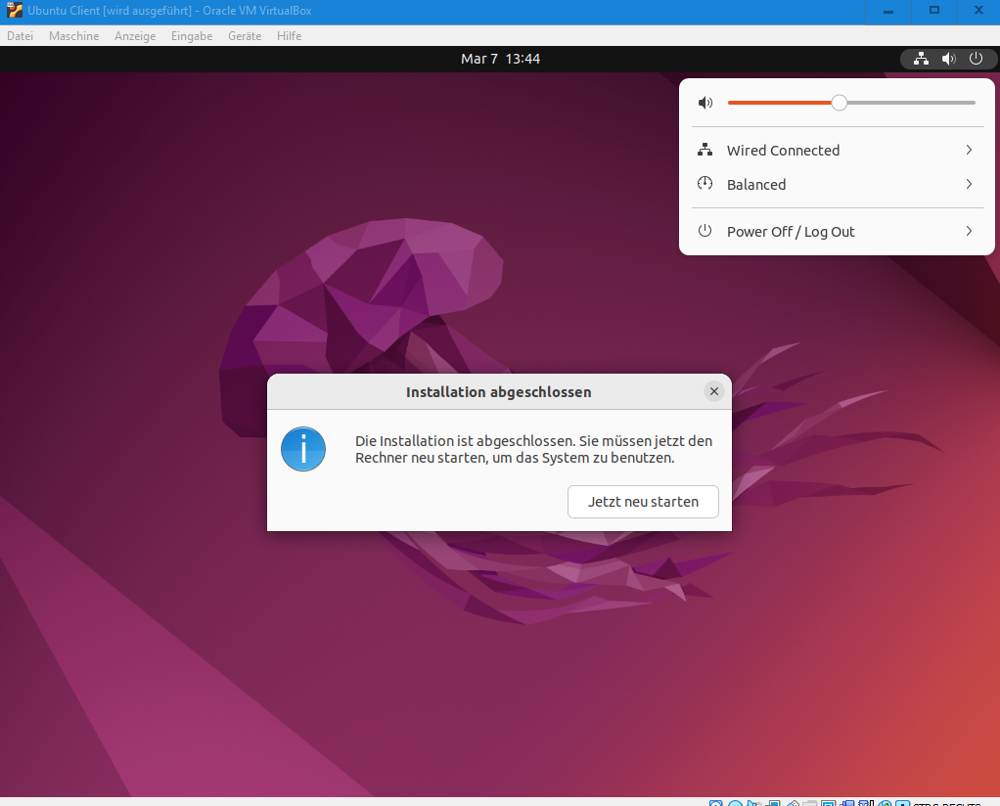 Ubuntu Client [wird ausgeführt] - Oracle VM VirtualBox
Datei Maschine Anzeige Eingabe Geräte Hilfe
Mar 7 13:44
Wired Connected
Balanced
Power Off / Log Out
Installation abgeschlossen
Die Installation ist abgeschlossen. Sie müssen jetzt den
Rechner neu starten, um das System zu benutzen.
Jetzt neu starten
STRG-RECHTS